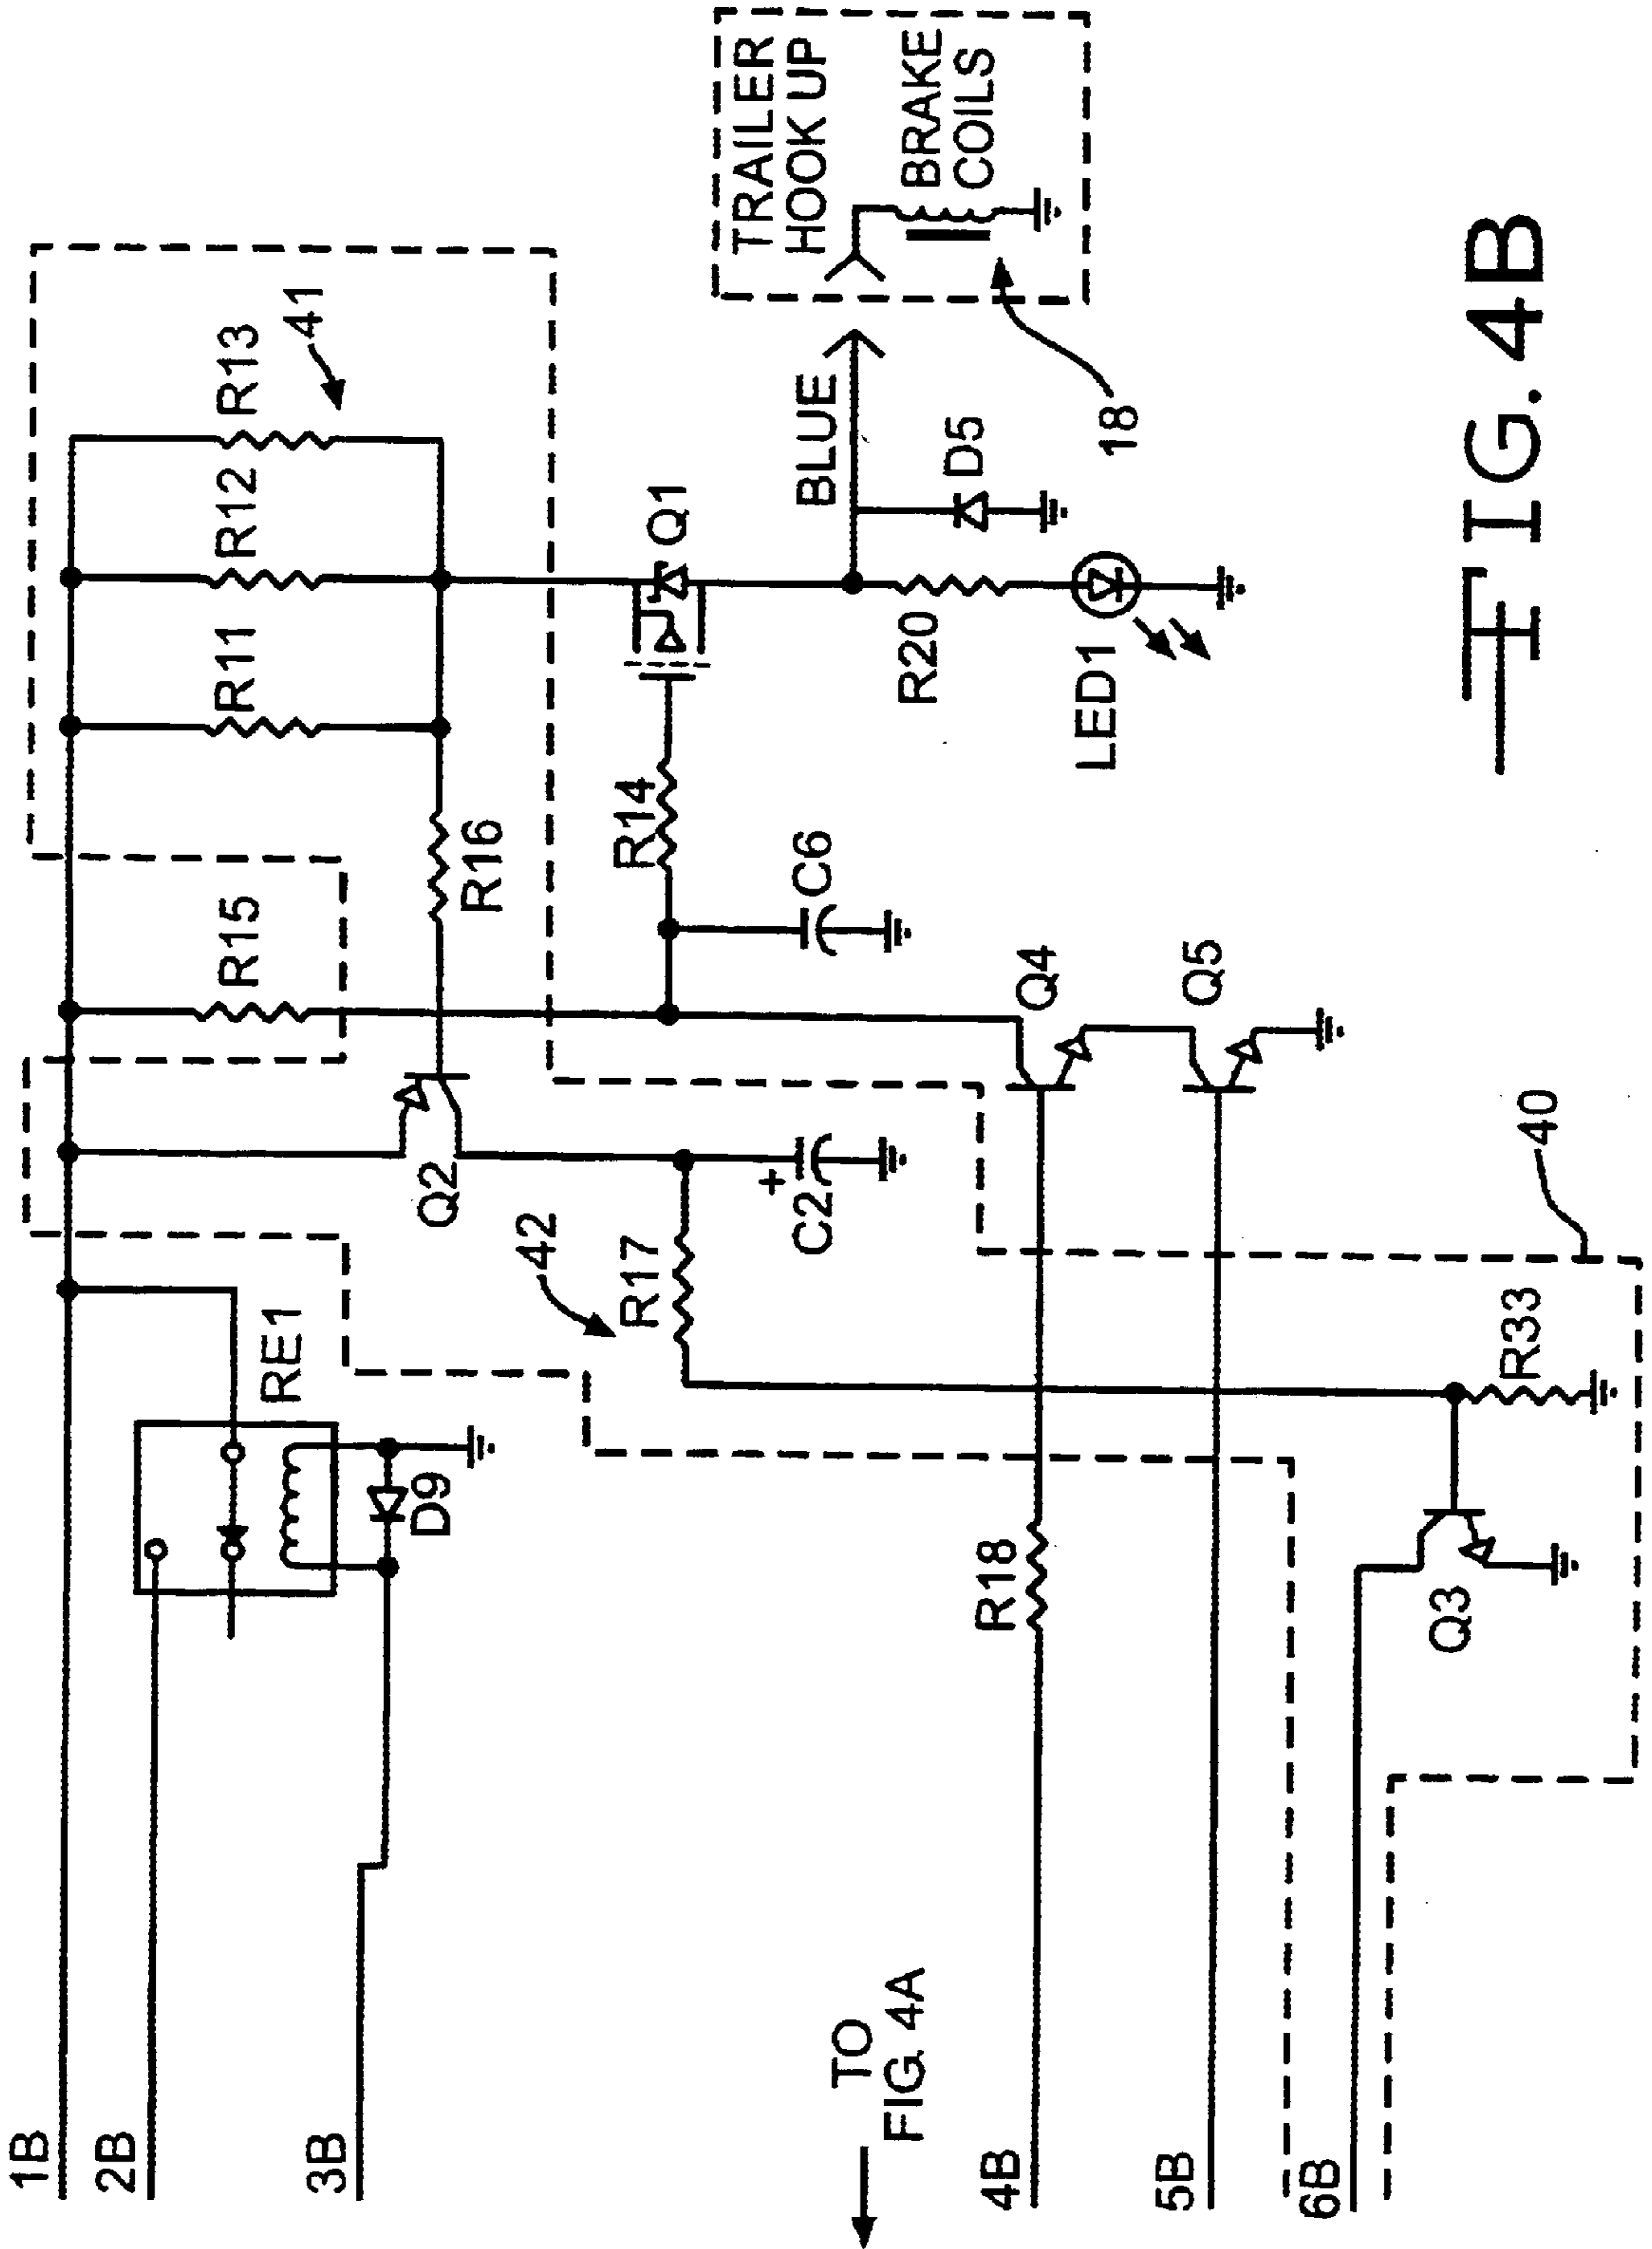 1B
2B
3B
TO
FIG. 4A
4B
5B
6B
RE1
D9
R18
Q3
R33
40
42
R17
Q2
C2
+
R15
R16
Q4
Q5
R14
C6
R11
R12
R13
41
Q1
R20
LED1
D5
BLUE
18
TRAILER
HOOK UP
BRAKE
COILS
FIG. 4B